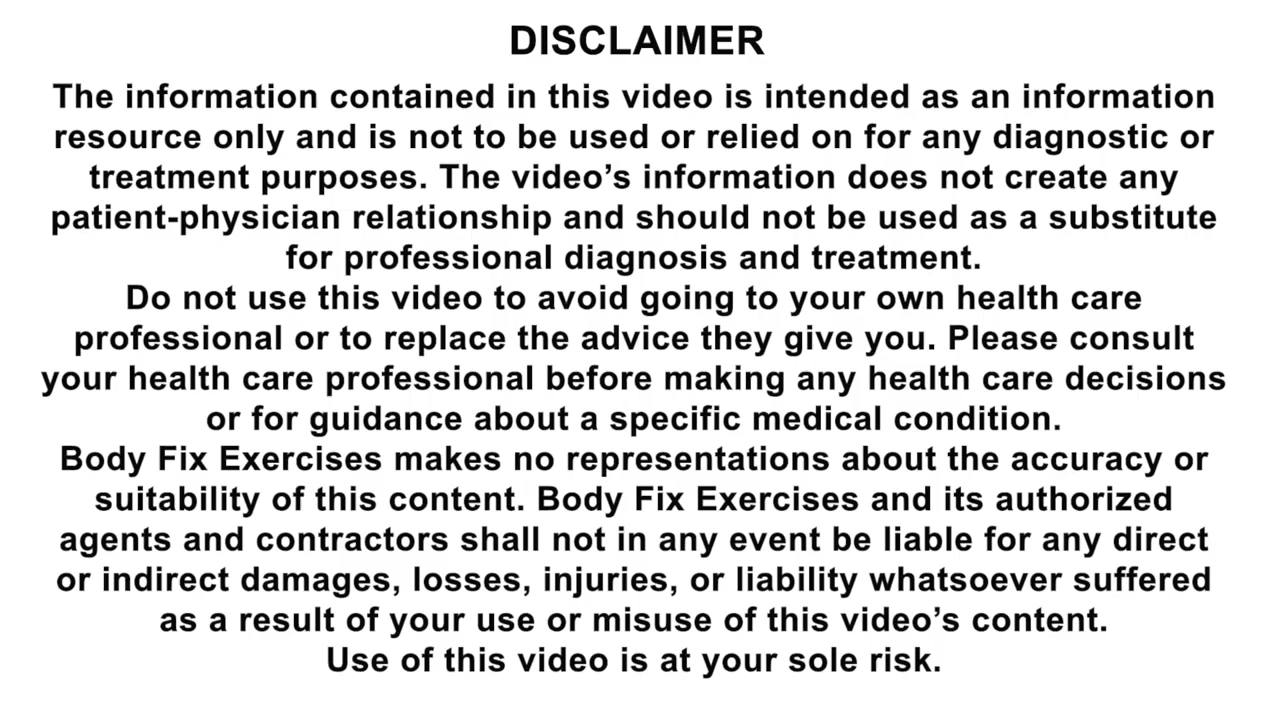 DISCLAIMER
The information contained in this video is intended as an information
resource only and is not to be used or relied on for any diagnostic or
treatment purposes. The video’s information does not create any
patient-physician relationship and should not be used as a substitute
for professional diagnosis and treatment.
Do not use this video to avoid going to your own health care
professional or to replace the advice they give you. Please consult
your health care professional before making any health care decisions
or for guidance about a specific medical condition.
Body Fix Exercises makes no representations about the accuracy or
suitability of this content. Body Fix Exercises and its authorized
agents and contractors shall not in any event be liable for any direct
or indirect damages, losses, injuries, or liability whatsoever suffered
as a result of your use or misuse of this video’s content.
Use of this video is at your sole risk.